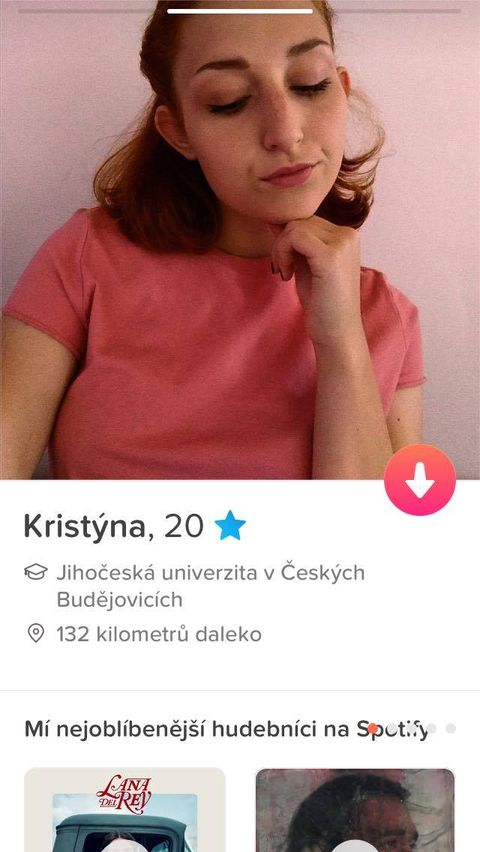 Kristýna, 20
Jihočeská univerzita v Českých
Budějovicích
132 kilometrů daleko
Mí nejoblíbenější hudebníci na Spotify
LANA
DEL REY